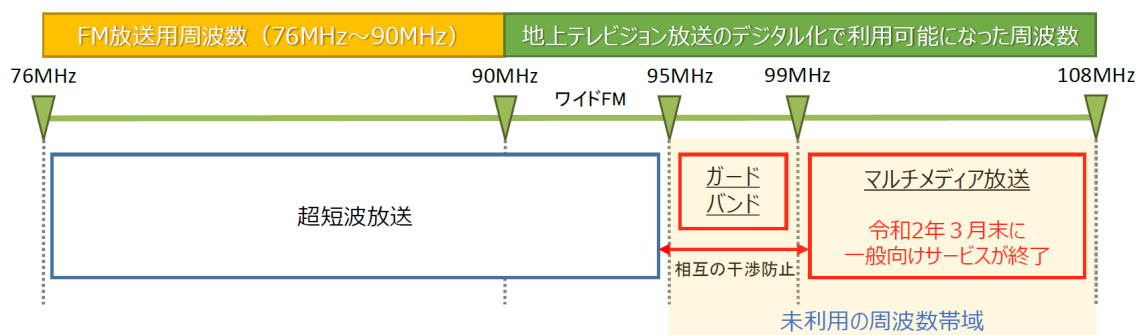 FM放送用周波数（76MHz～90MHz）
地上テレビジョン放送のデジタル化で利用可能になった周波数
76MHz
90MHz
95MHz
99MHz
108MHz
ワイドFM
超短波放送
ガード
バンド
マルチメディア放送
令和2年３月末に
一般向けサービスが終了
相互の干渉防止
未利用の周波数帯域